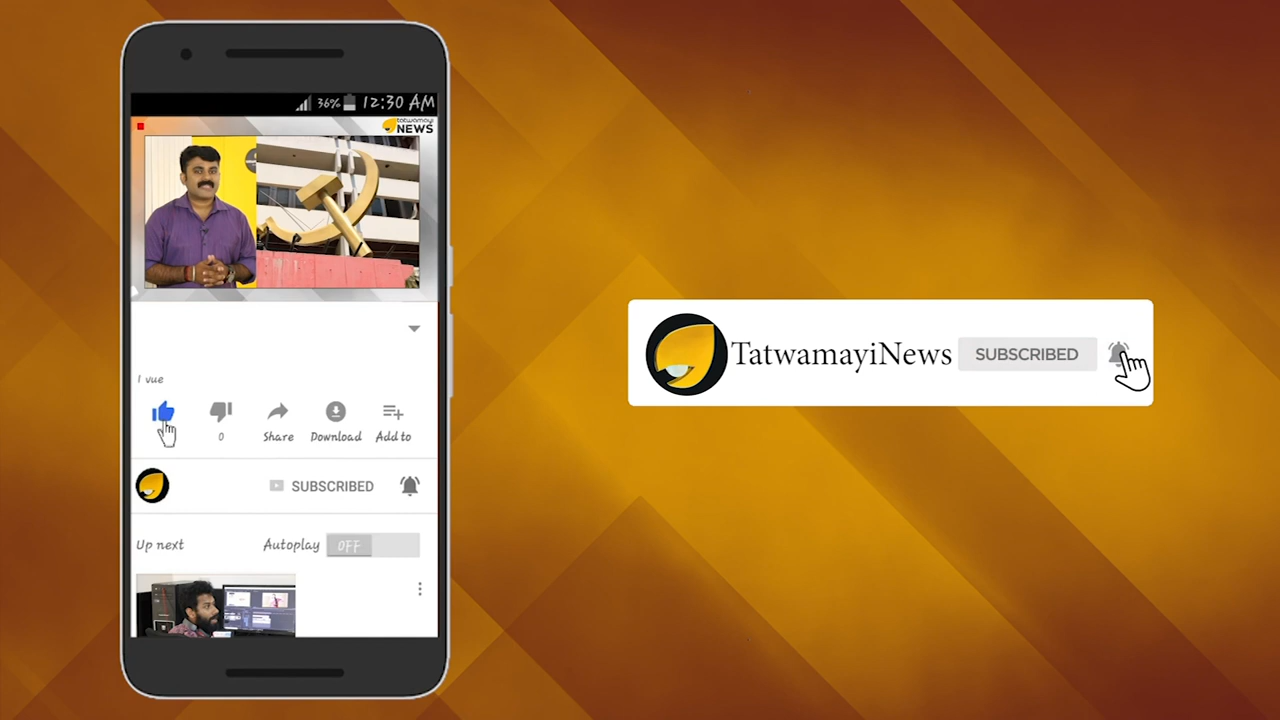 36% 12:30 AM
tatwamayi
NEWS
1 vue
0 Share Download Add to
SUBSCRIBED
Up next Autoplay OFF
TatwamayiNews SUBSCRIBED